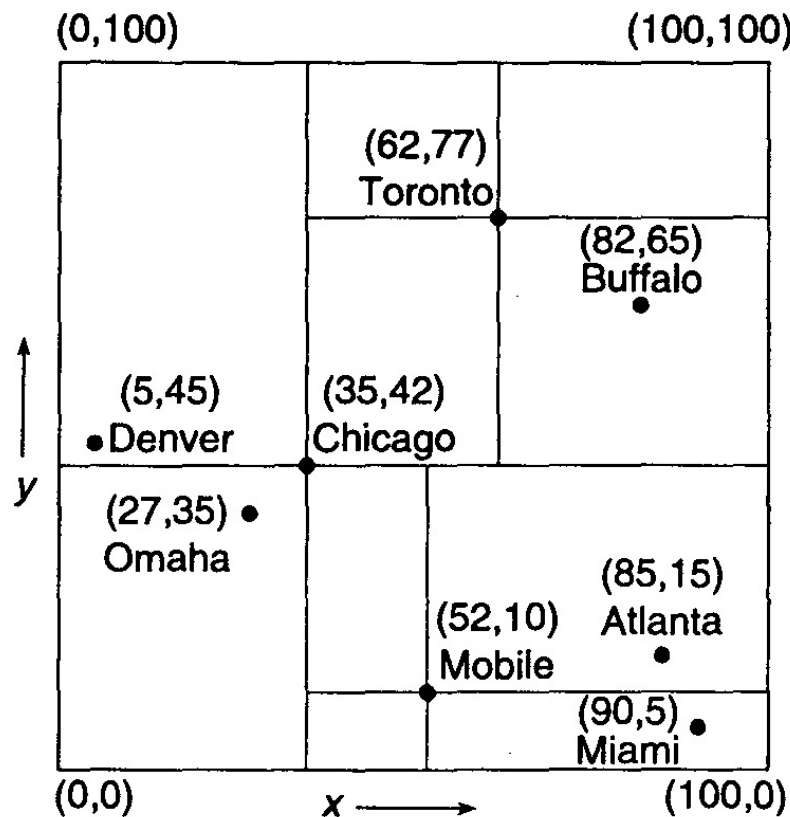 (0,100)
(100,100)
(62,77)
Toronto
(82,65)
Buffalo
(5,45)
Denver
(35,42)
Chicago
y
(27,35)
Omaha
(85,15)
Atlanta
(52,10)
Mobile
(90,5)
Miami
(0,0)
x
(100,0)